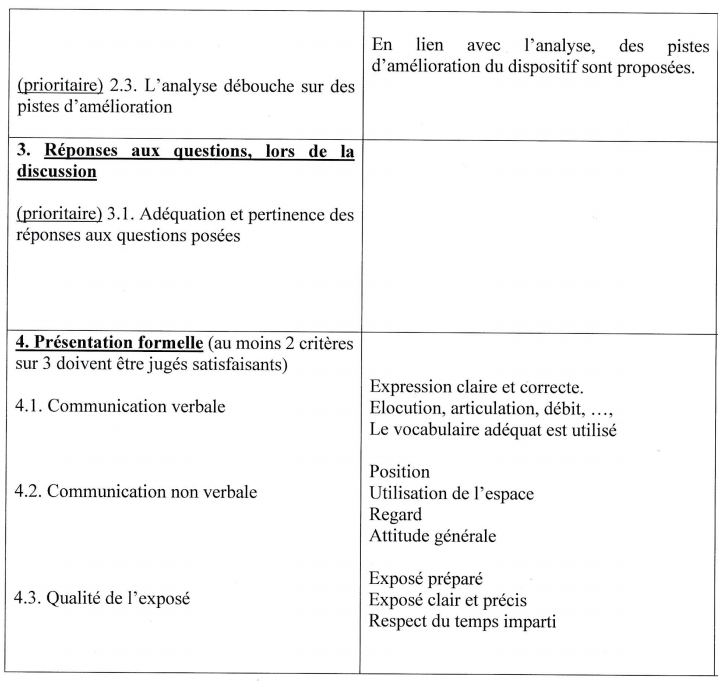 (prioritaire) 2.3. L'analyse débouche sur des
pistes d'amélioration
En lien avec l'analyse, des pistes
d'amélioration du dispositif sont proposées.
3. Réponses aux questions, lors de la
discussion
(prioritaire) 3.1. Adéquation et pertinence des
réponses aux questions posées
4. Présentation formelle (au moins 2 critères
sur 3 doivent être jugés satisfaisants)
4.1. Communication verbale
Expression claire et correcte.
Elocution, articulation, débit, …,
Le vocabulaire adéquat est utilisé
4.2. Communication non verbale
Position
Utilisation de l'espace
Regard
Attitude générale
4.3. Qualité de l'exposé
Exposé préparé
Exposé clair et précis
Respect du temps imparti